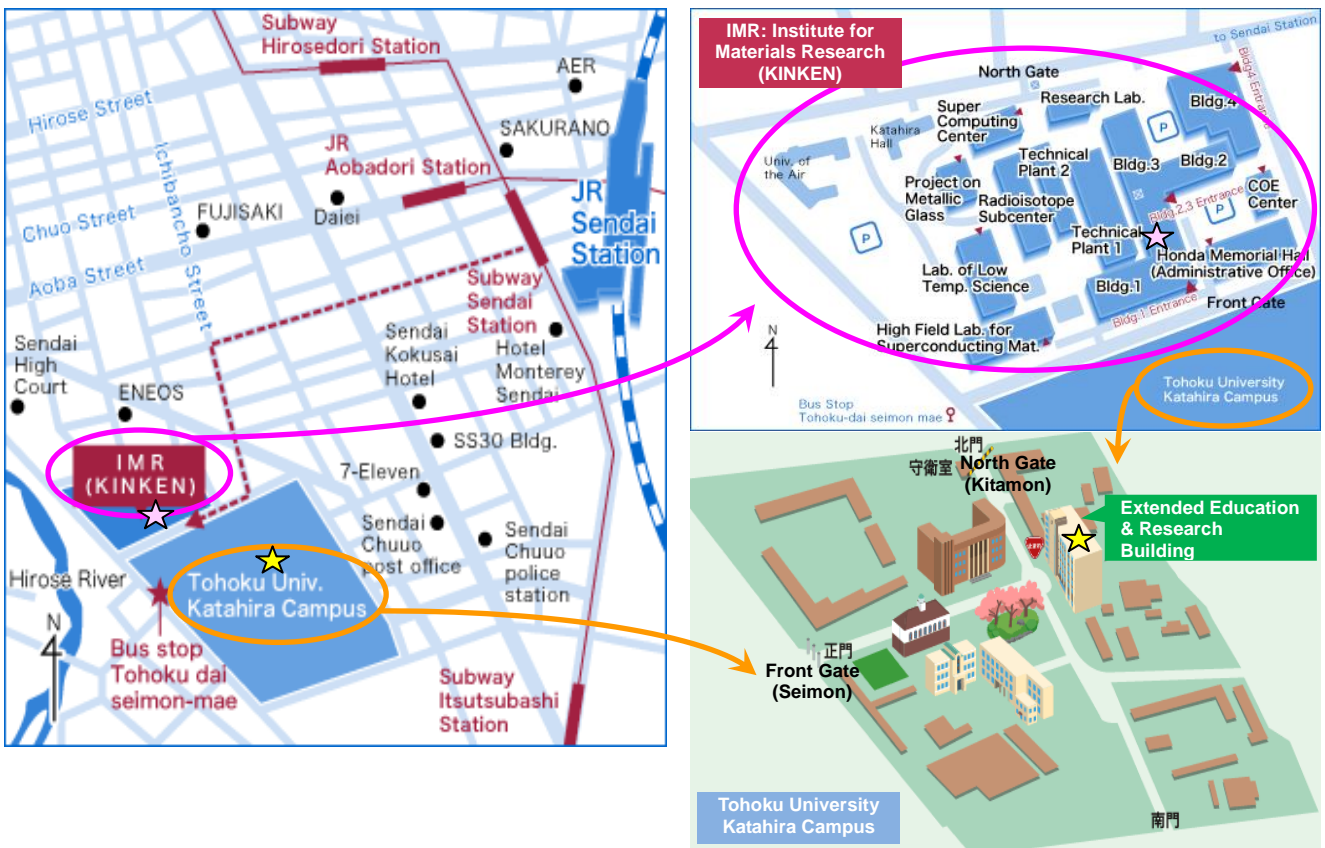 Subway
Hirosedori Station
AER
Hirose Street
SAKURANO
JR
Aobadori Station
Ichibancho Street
JR
Sendai
Station
FUJISAKI
Daiei
Chuo Street
Aoba Street
Subway
Sendai
Station
Sendai
High
Court
Sendai
Kokusai
Hotel
Hotel
Monterey
Sendai
ENEOS
SS30 Bldg.
IMR
(KINKEN)
7-Eleven
Sendai
Chuuo
post office
Sendai
Chuuo
police
station
Hirose River
Tohoku Univ.
Katahira Campus
N
Bus stop
Tohoku dai
seimon-mae
Subway
Itsutsubashi
Station
IMR: Institute for
Materials Research
(KINKEN)
to Sendai Station
North Gate
Bldg4 Entrance
Research Lab.
Bldg.4
Super
Computing
Center
Katahira
Hall
P
Univ. of
the Air
Technical
Plant 2
Bldg.3
Bldg.2
Project on
Metallic
Glass
Radioisotope
Subcenter
COE
Center
Bldg.2,3 Entrance
P
P
Technical
Plant 1
Honda Memorial Hall
(Administrative Office)
Lab. of Low
Temp. Science
Bldg.1
Front Gate
Bldg.1 Entrance
High Field Lab. for
Superconducting Mat.
N
Tohoku University
Katahira Campus
Bus Stop
Tohoku-dai seimon mae
北門
守衛室
North Gate
(Kitamon)
Extended Education
& Research
Building
正門
Front Gate
(Seimon)
Tohoku University
Katahira Campus
南門